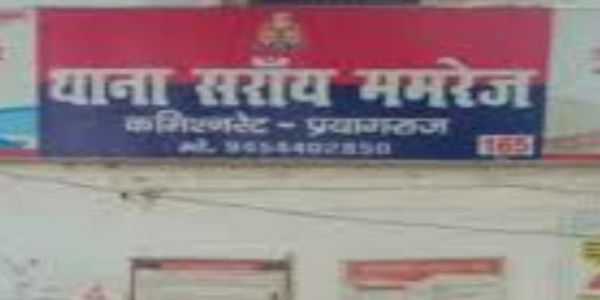 थाना सराँय ममरेज
कमिश्नरेट - प्रयागराज
मो. 9454402850
165